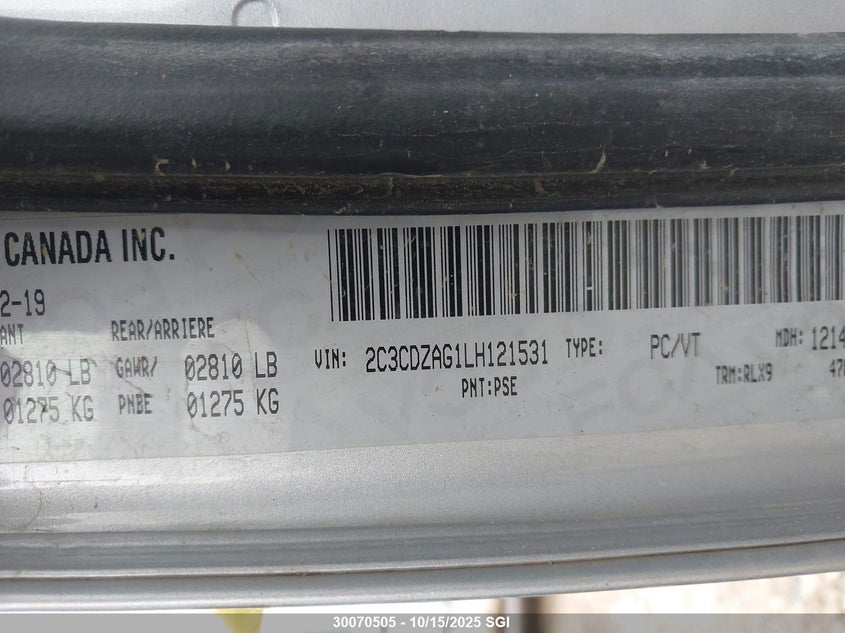 CANADA INC.
2-19
ANT REAR/ARRIERE
02810 LB GAWR/ 02810 LB
01275 KG PNBE 01275 KG
VIN: 2C3CDZAG1LH121531 TYPE: PC/VT MDH: 1214
PNT:PSE TRM:RLX9
30070505 - 10/15/2025 SGI